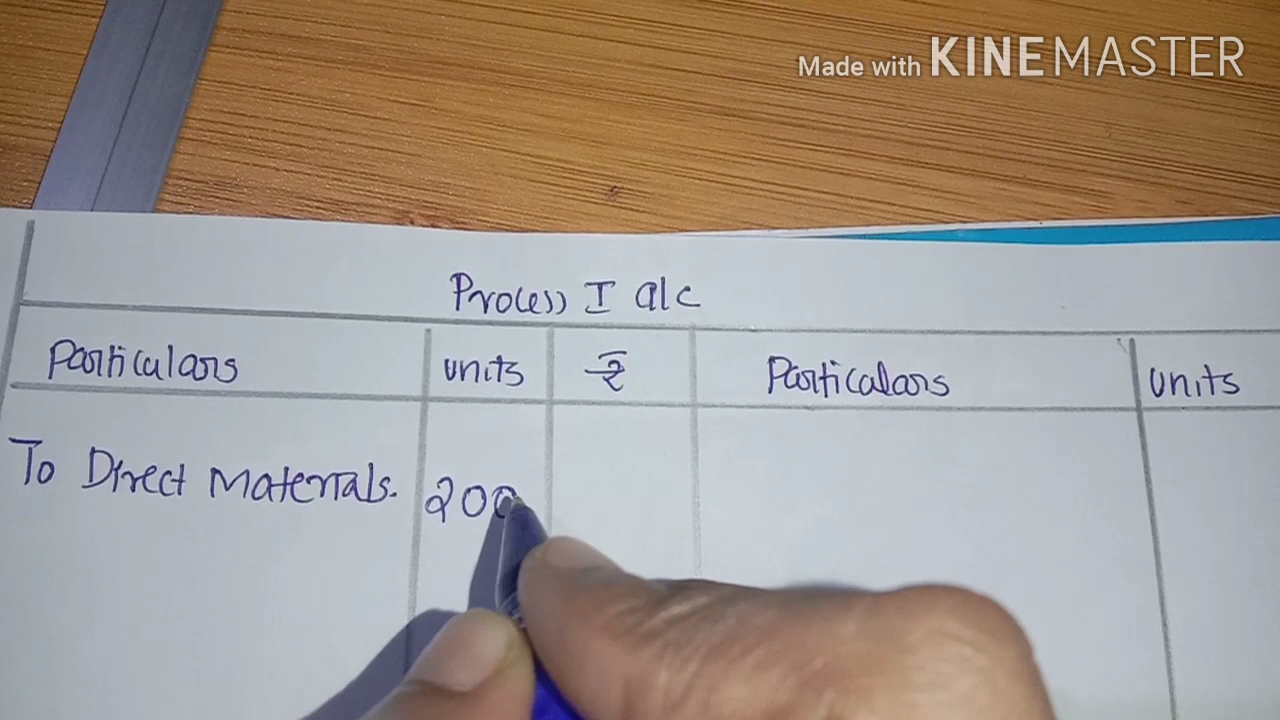 Made with KINEMASTER
Process I a/c
Particulars units ₹ Particulars units
To Direct Materials. 200